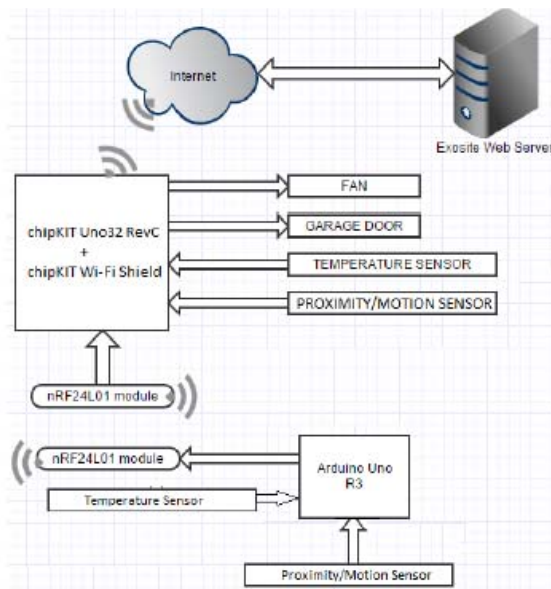 Internet
Exosite Web Server
chipKIT Uno32 RevC
+
chipKIT Wi-Fi Shield
FAN
GARAGE DOOR
TEMPERATURE SENSOR
PROXIMITY/MOTION SENSOR
nRF24L01 module
nRF24L01 module
Arduino Uno
R3
Temperature Sensor
Proximity/Motion Sensor